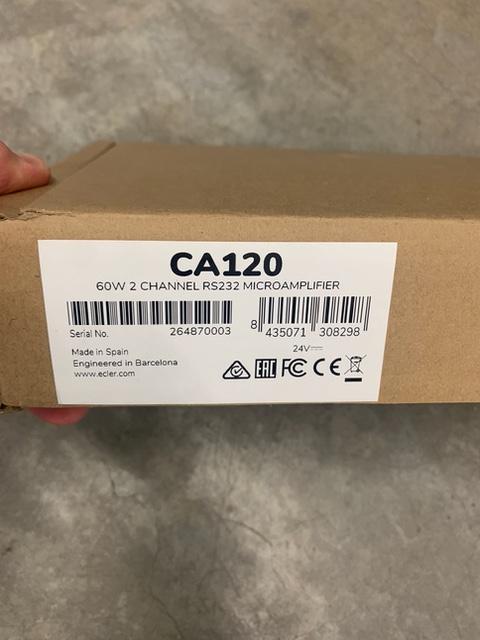 CA120
60W 2 CHANNEL RS232 MICROAMPLIFIER
Serial No. 264870003
8 435071 308298
24V
Made in Spain
Engineered in Barcelona
www.ecler.com
EAC FC CE